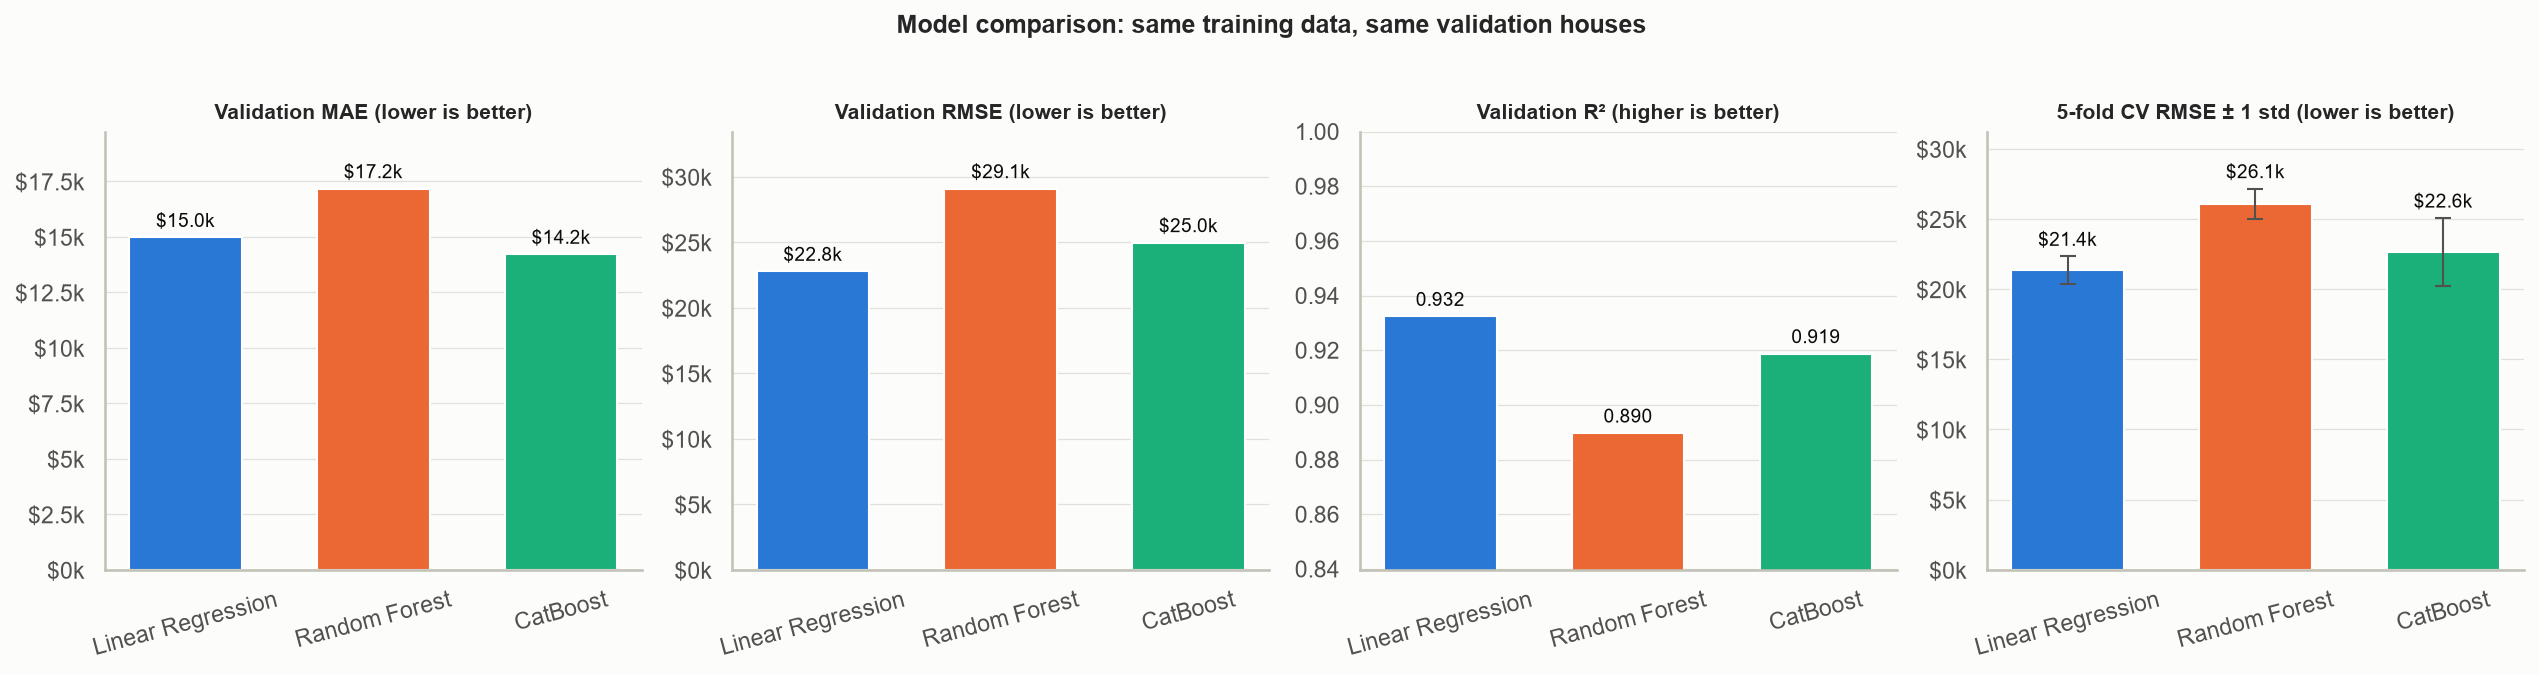 Model comparison: same training data, same validation houses
Validation MAE (lower is better)
$17.5k
$15k
$12.5k
$10k
$7.5k
$5k
$2.5k
$0k
$15.0k
$17.2k
$14.2k
Linear Regression
Random Forest
CatBoost
Validation RMSE (lower is better)
$30k
$25k
$20k
$15k
$10k
$5k
$0k
$22.8k
$29.1k
$25.0k
Linear Regression
Random Forest
CatBoost
Validation R² (higher is better)
1.00
0.98
0.96
0.94
0.92
0.90
0.88
0.86
0.84
0.932
0.890
0.919
Linear Regression
Random Forest
CatBoost
5-fold CV RMSE ± 1 std (lower is better)
$30k
$25k
$20k
$15k
$10k
$5k
$0k
$21.4k
$26.1k
$22.6k
Linear Regression
Random Forest
CatBoost